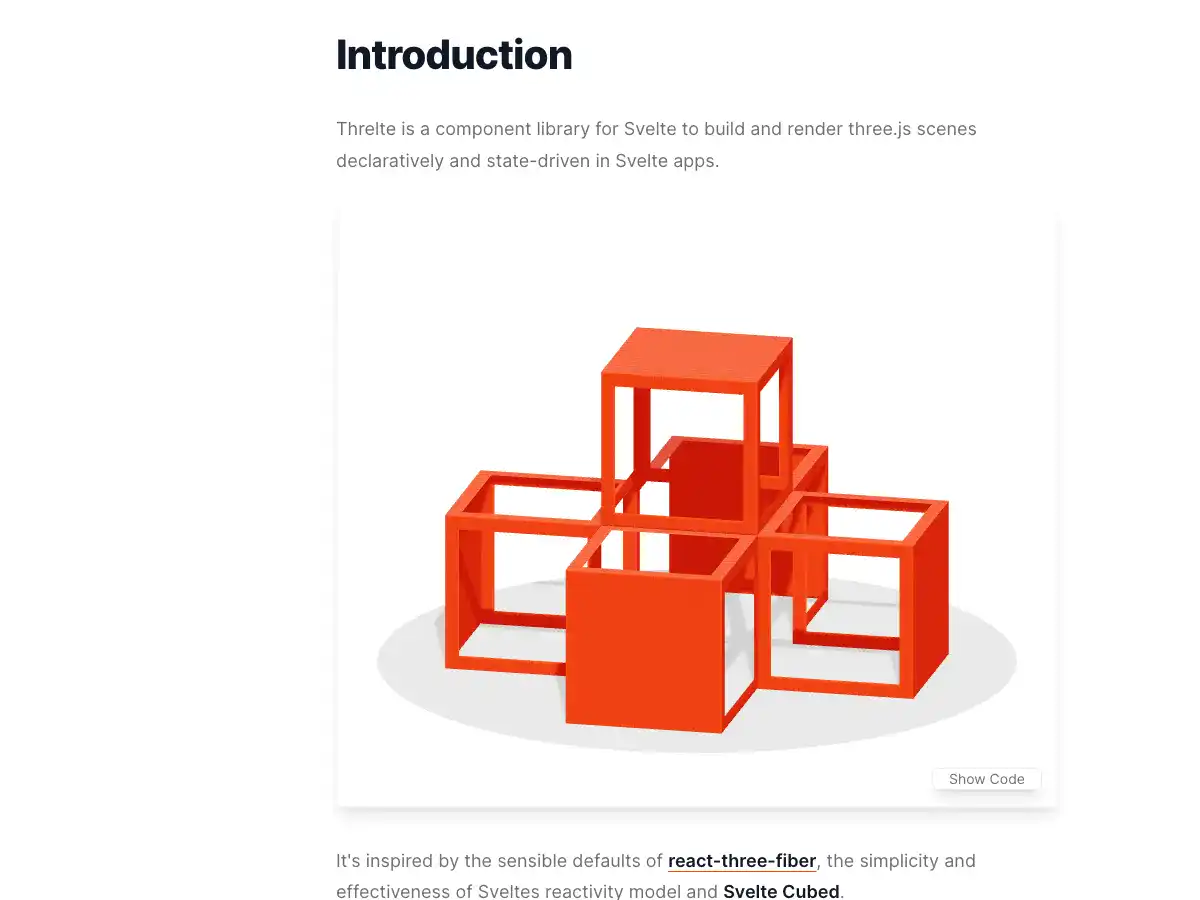 Introduction
Threlte is a component library for Svelte to build and render three.js scenes
declaratively and state-driven in Svelte apps.
Show Code
It's inspired by the sensible defaults of react-three-fiber, the simplicity and
effectiveness of Sveltes reactivity model and Svelte Cubed.